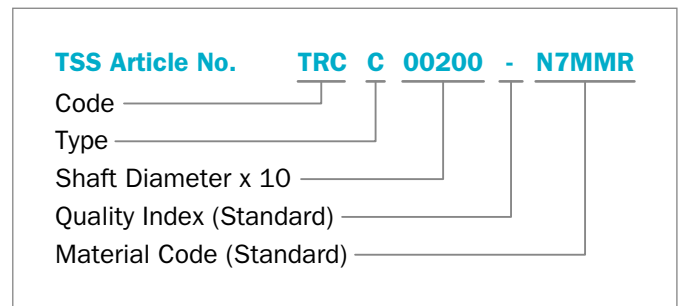 TSS Article No. TRC C 00200 - N7MMR
Code
Type
Shaft Diameter x 10
Quality Index (Standard)
Material Code (Standard)